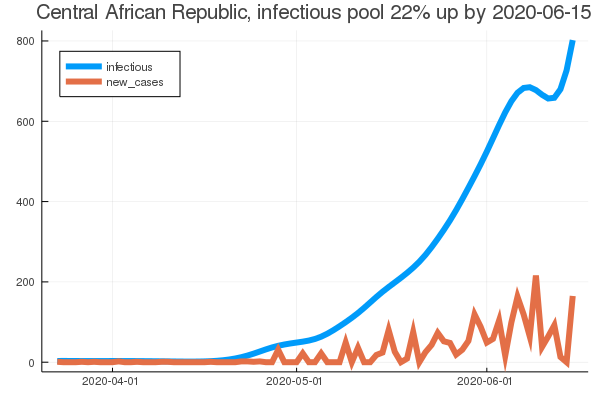 Central African Republic, infectious pool 22% up by 2020-06-15
800
infectious
new_cases
600
400
200
0
2020-04-01
2020-05-01
2020-06-01